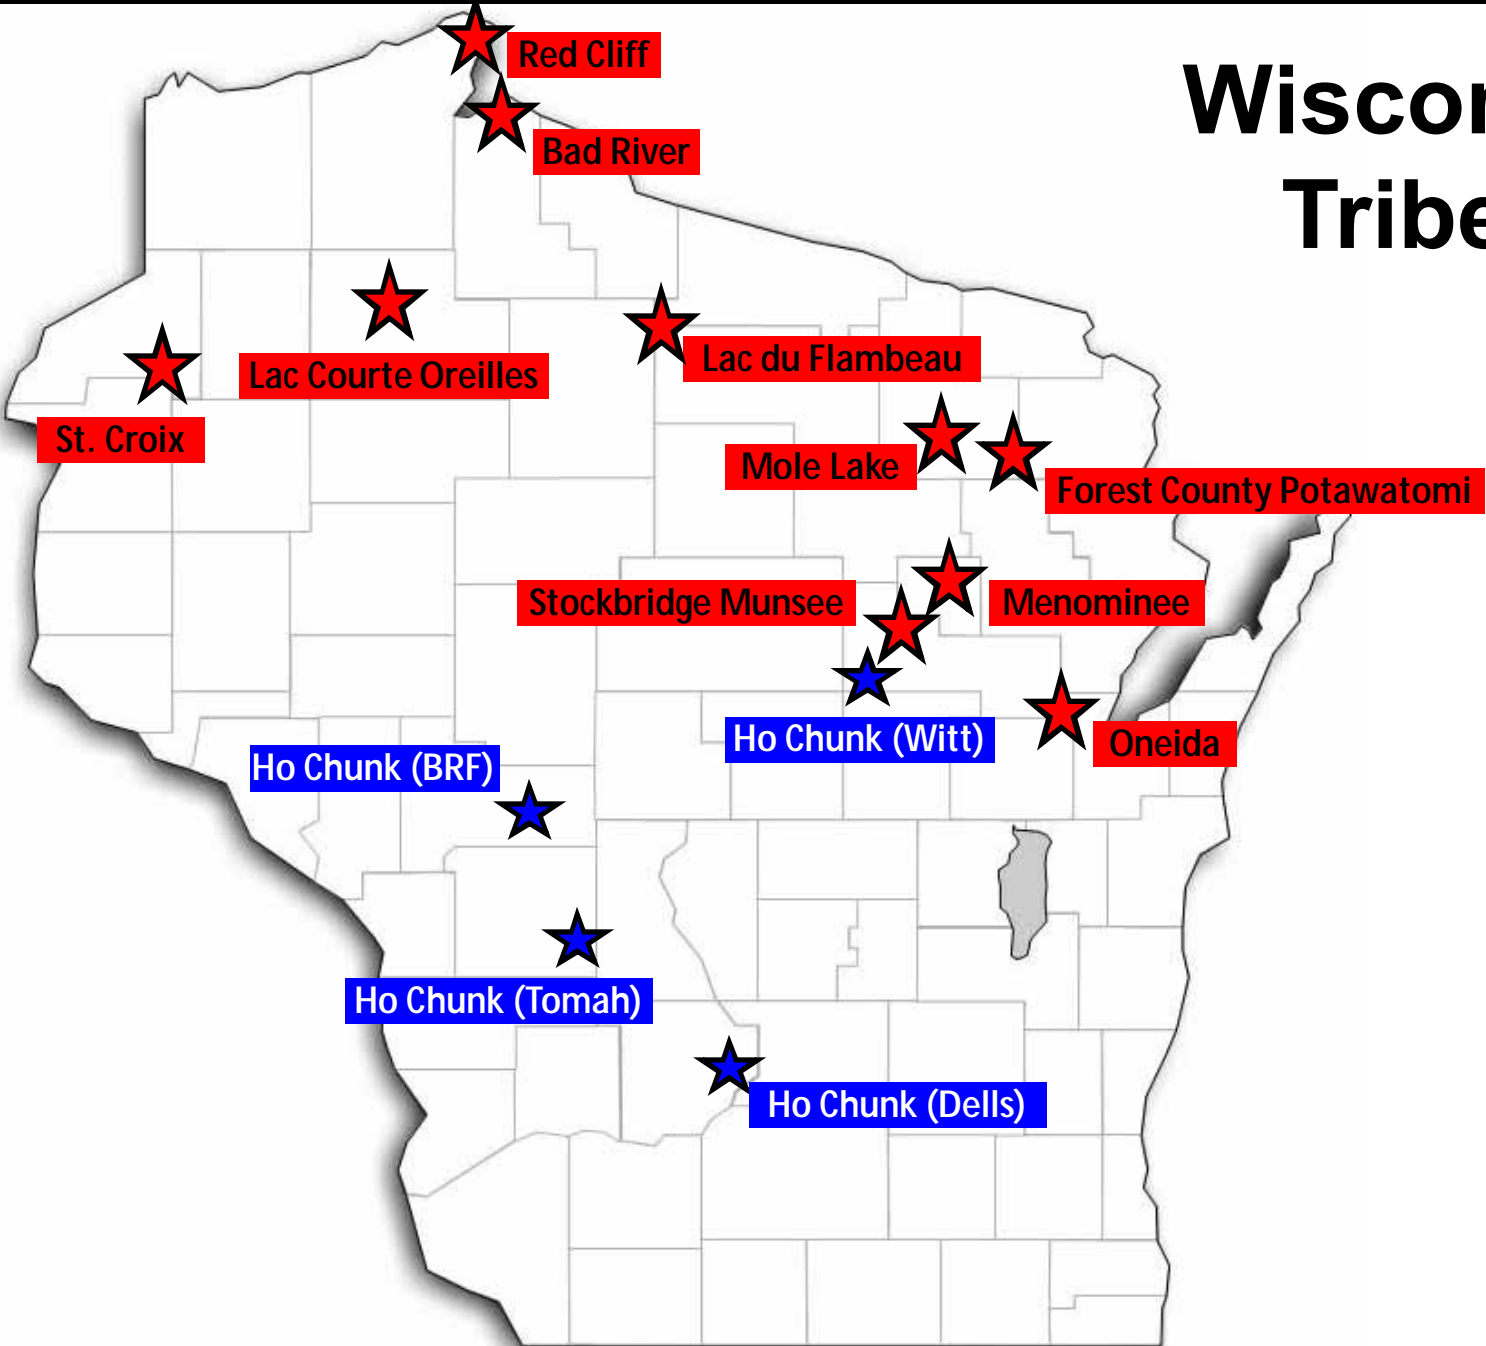 Red Cliff
Wiscon
Bad River
Tribe
Lac Courte Oreilles
Lac du Flambeau
St. Croix
Mole Lake
Forest County Potawatomi
Stockbridge Munsee
Menominee
Ho Chunk (Witt)
Oneida
Ho Chunk (BRF)
Ho Chunk (Tomah)
Ho Chunk (Dells)